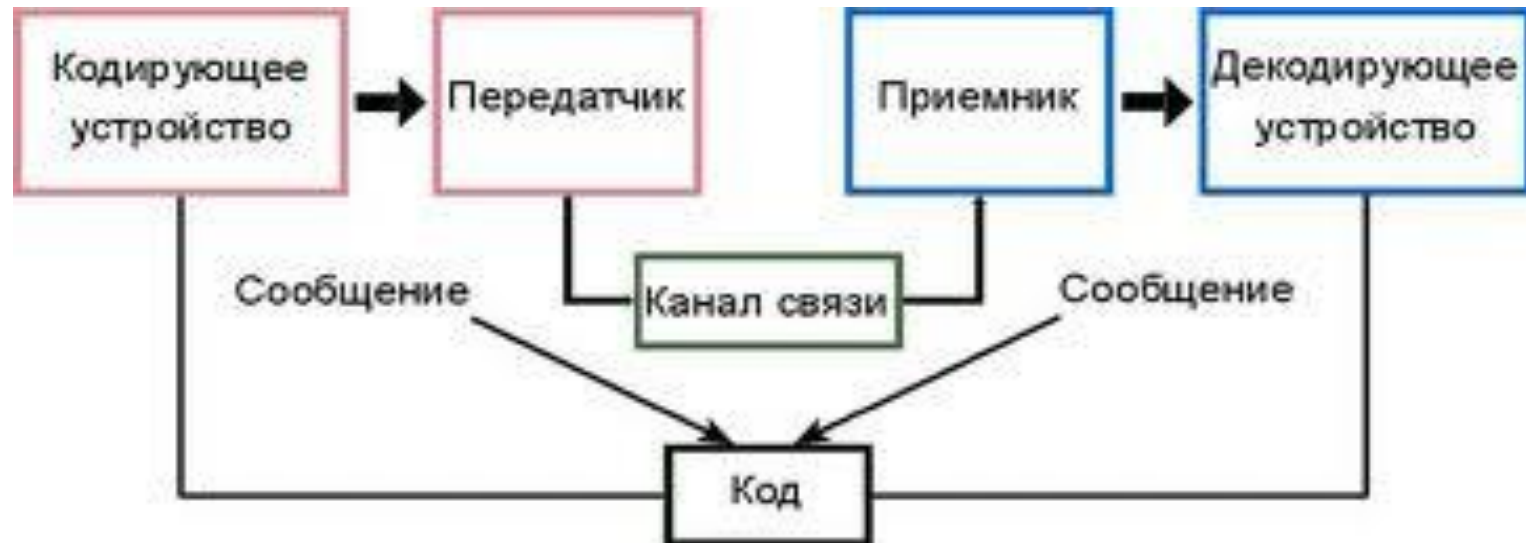 Кодирующее
устройство
Передатчик
Приемник
Декодирующее
устройство
Сообщение
Канал связи
Сообщение
Код